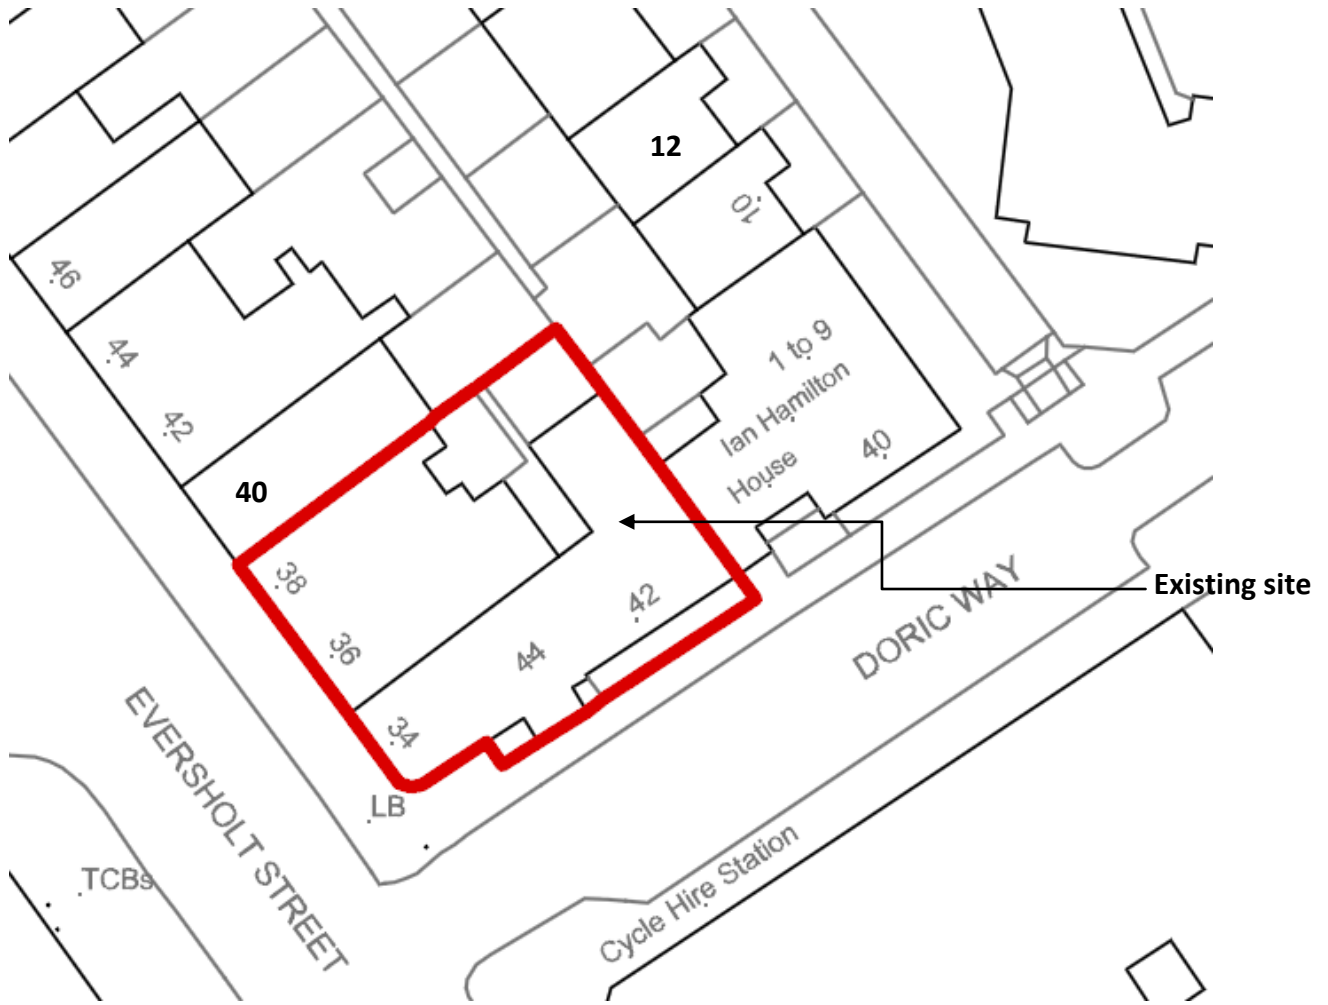 12
10
46
44
42
40
1 to 9
Ian Hamilton
House
40
38
36
34
44
42
Existing site
DORIC WAY
EVERSHOLT STREET
LB
TCBs
Cycle Hire Station